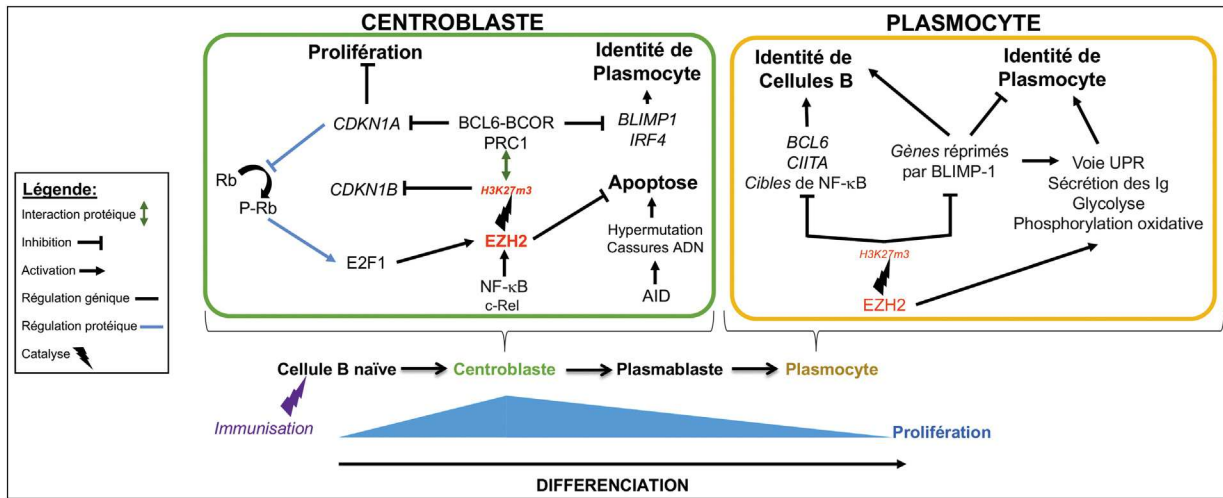 CENTROBLASTE
Prolifération
Identité de
Plasmocyte
CDKN1A
BCL6-BCOR
PRC1
BLIMP1
IRF4
Rb
P-Rb
CDKN1B
H3K27m3
Apoptose
EZH2
Hypermutation
Cassures ADN
E2F1
NF-κB
c-Rel
AID
PLASMOCYTE
Identité de
Cellules B
Identité de
Plasmocyte
BCL6
CIITA
Cibles de NF-κB
Gènes réprimés
par BLIMP-1
Voie UPR
Sécrétion des Ig
Glycolyse
Phosphorylation oxidative
H3K27m3
EZH2
Légende:
Interaction protéique
Inhibition
Activation
Régulation génique
Régulation protéique
Catalyse
Cellule B naïve
Centroblaste
Plasmablaste
Plasmocyte
Immunisation
Prolifération
DIFFERENCIATION